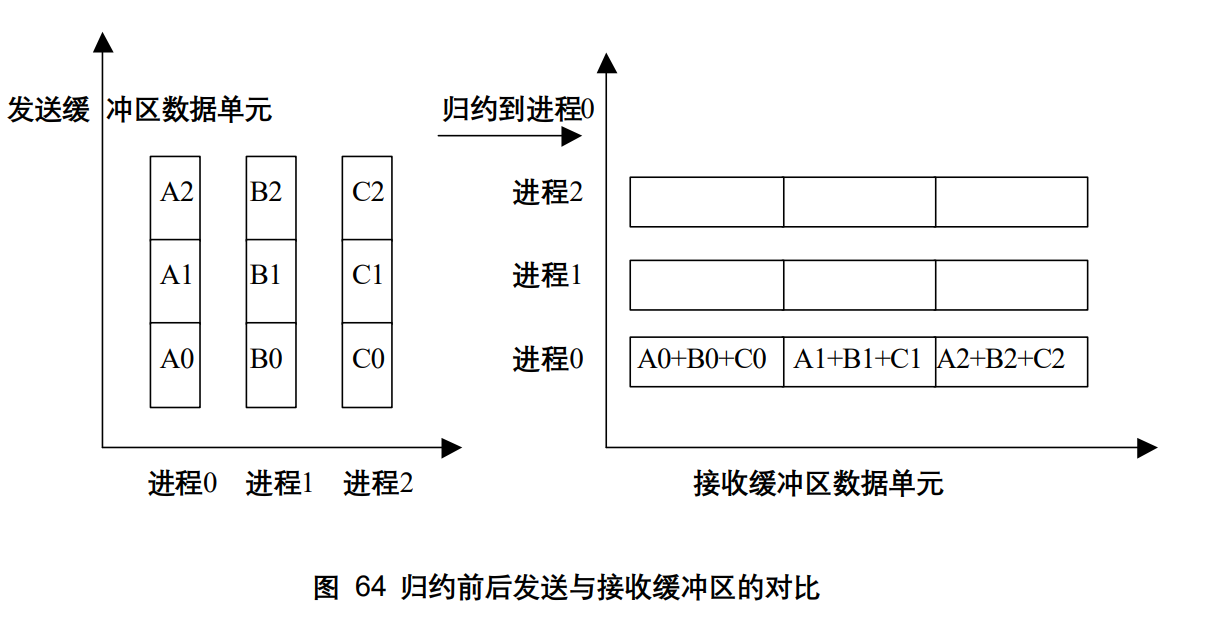 发送缓 冲区数据单元
归约到进程0
A2 B2 C2
A1 B1 C1
A0 B0 C0
进程0 进程1 进程2
进程2
进程1
进程0 A0+B0+C0 A1+B1+C1 A2+B2+C2
接收缓冲区数据单元
图 64 归约前后发送与接收缓冲区的对比